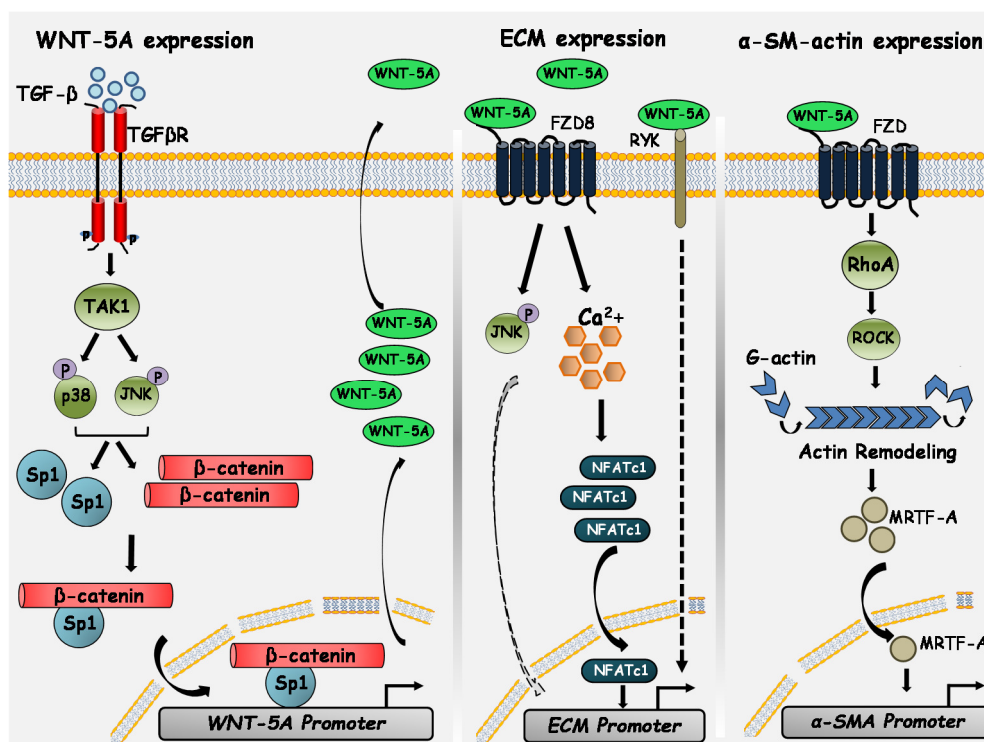 WNT-5A expression
TGF-β
TGFβR
P
P
TAK1
P
P
p38
JNK
Sp1
Sp1
β-catenin
β-catenin
β-catenin
Sp1
β-catenin
Sp1
WNT-5A Promoter
WNT-5A
WNT-5A
WNT-5A
WNT-5A
WNT-5A
ECM expression
WNT-5A
WNT-5A
FZD8
WNT-5A
RYK
JNK
P
Ca²⁺
NFATc1
NFATc1
NFATc1
NFATc1
ECM Promoter
α-SM-actin expression
WNT-5A
FZD
RhoA
ROCK
G-actin
Actin Remodeling
MRTF-A
MRTF-A
α-SMA Promoter